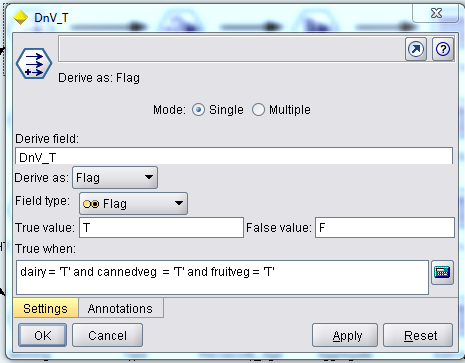 DnV_T
Derive as: Flag
Mode: Single Multiple
Derive field:
DnV_T
Derive as: Flag
Field type: Flag
True value: T False value: F
True when:
dairy = 'T' and cannedveg = 'T' and fruitveg = 'T'
Settings Annotations
OK Cancel Apply Reset